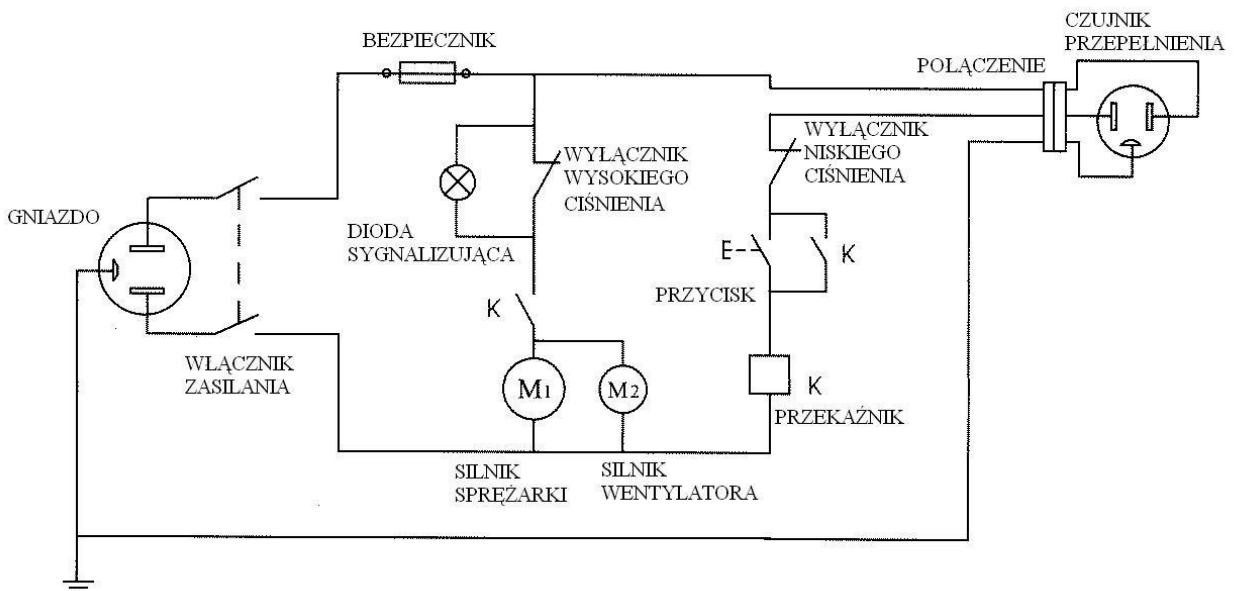 BEZPIECZNIK
CZUJNIK
PRZEPEŁNIENIA
POŁĄCZENIE
WYŁĄCZNIK
WYSOKIEGO
CIŚNIENIA
WYŁĄCZNIK
NISKIEGO
CIŚNIENIA
GNIAZDO
DIODA
SYGNALIZUJĄCA
E
K
PRZYCISK
K
WŁĄCZNIK
ZASILANIA
M1
M2
K
PRZEKAŹNIK
SILNIK
SPRĘŻARKI
SILNIK
WENTYLATORA